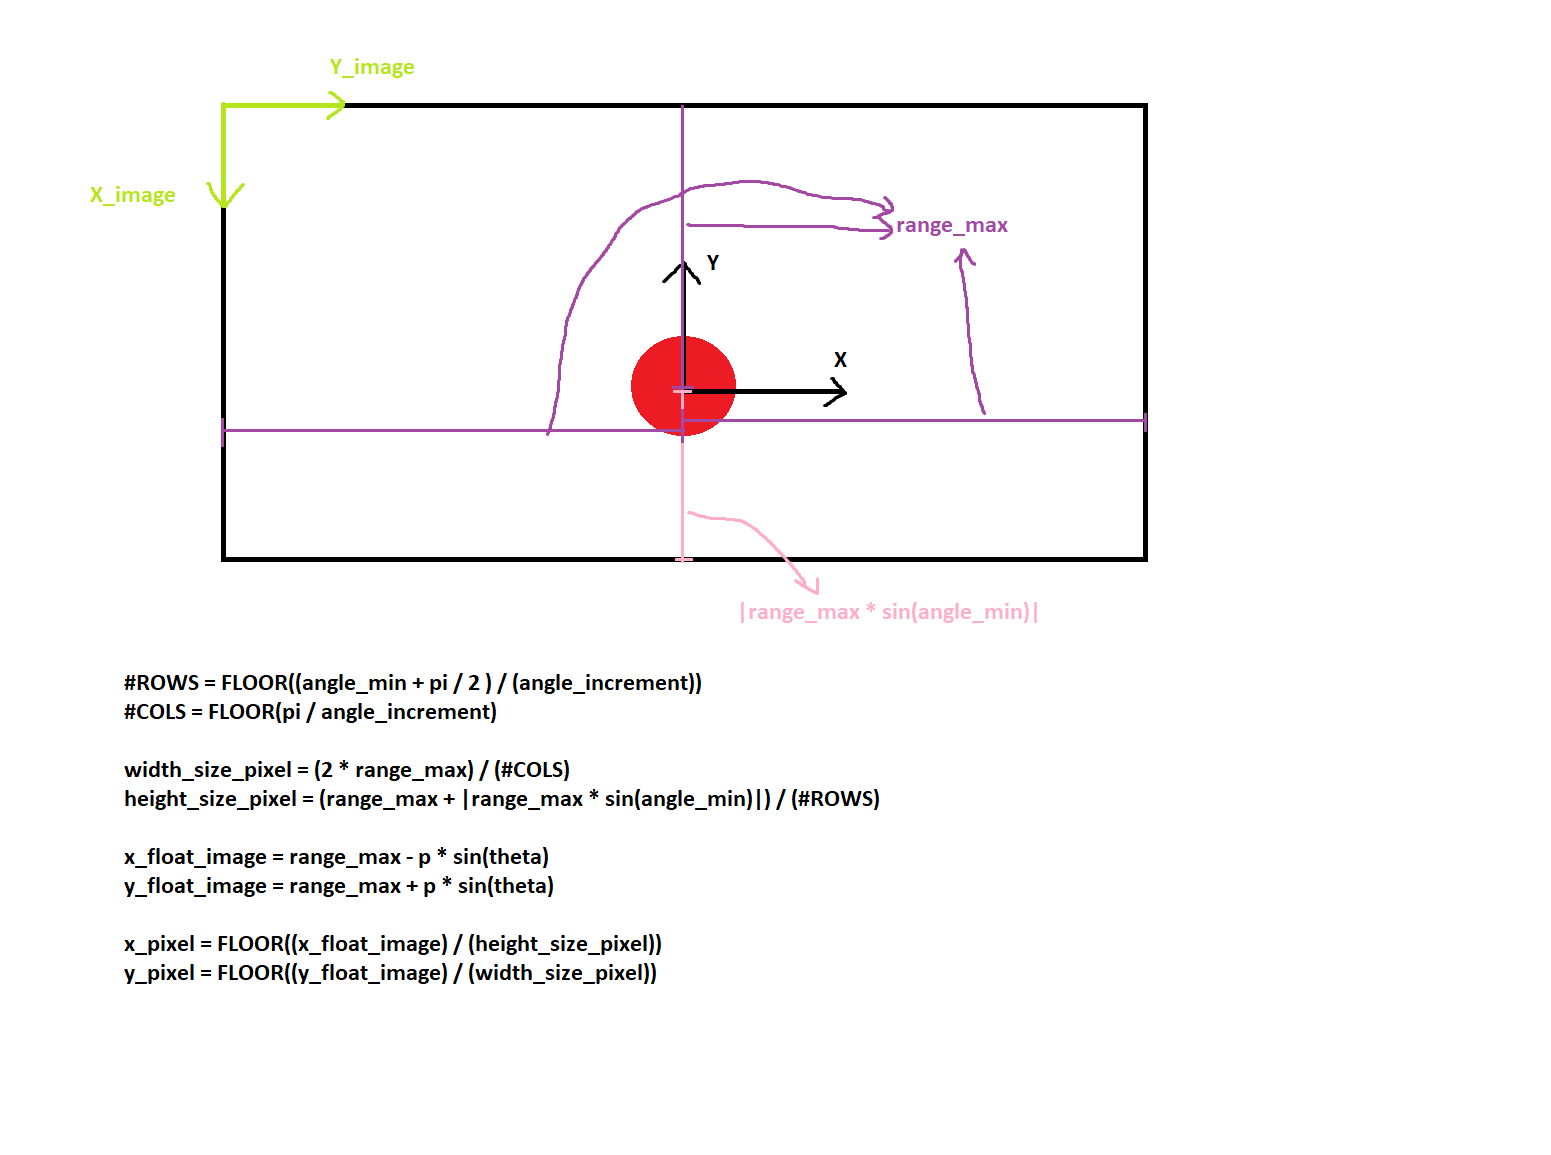 Y_image
X_image
range_max
Y
X
|range_max * sin(angle_min)|
#ROWS = FLOOR((angle_min + pi / 2 ) / (angle_increment))
#COLS = FLOOR(pi / angle_increment)
width_size_pixel = (2 * range_max) / (#COLS)
height_size_pixel = (range_max + |range_max * sin(angle_min)|) / (#ROWS)
x_float_image = range_max - p * sin(theta)
y_float_image = range_max + p * sin(theta)
x_pixel = FLOOR((x_float_image) / (height_size_pixel))
y_pixel = FLOOR((y_float_image) / (width_size_pixel))